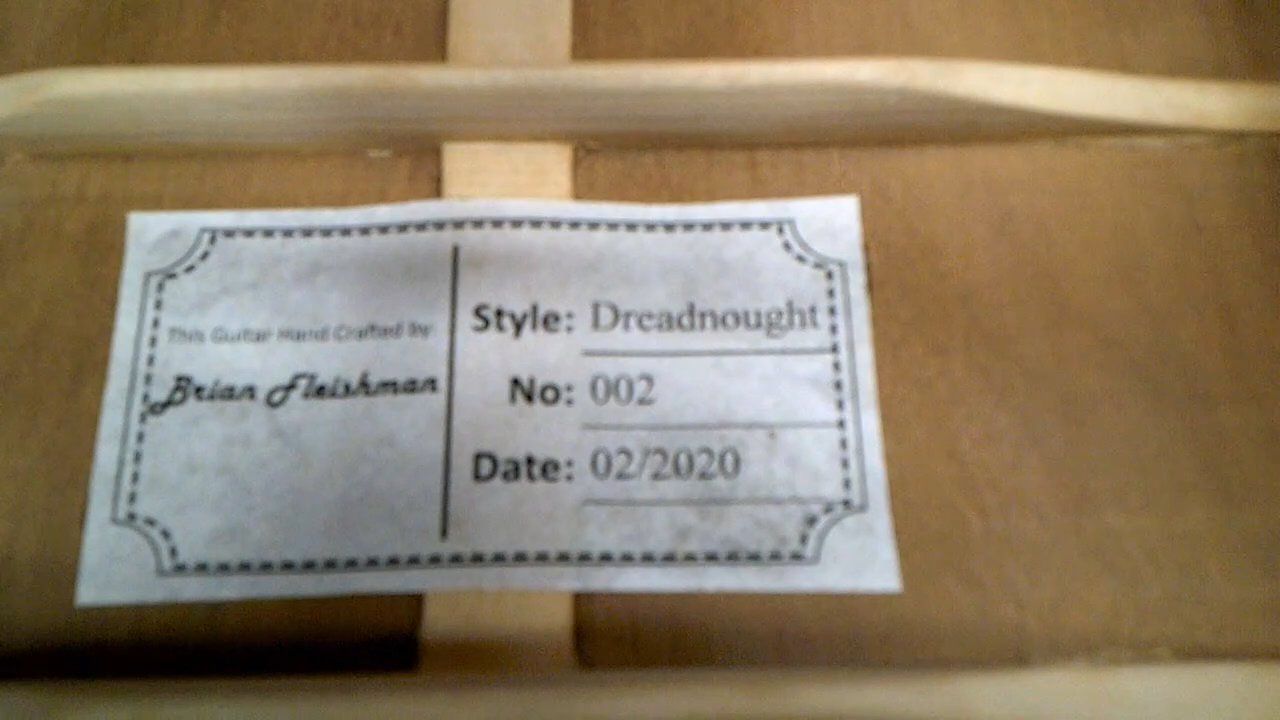 This Guitar Hand Crafted by:
Brian Fleishman
Style: Dreadnought
No: 002
Date: 02/2020